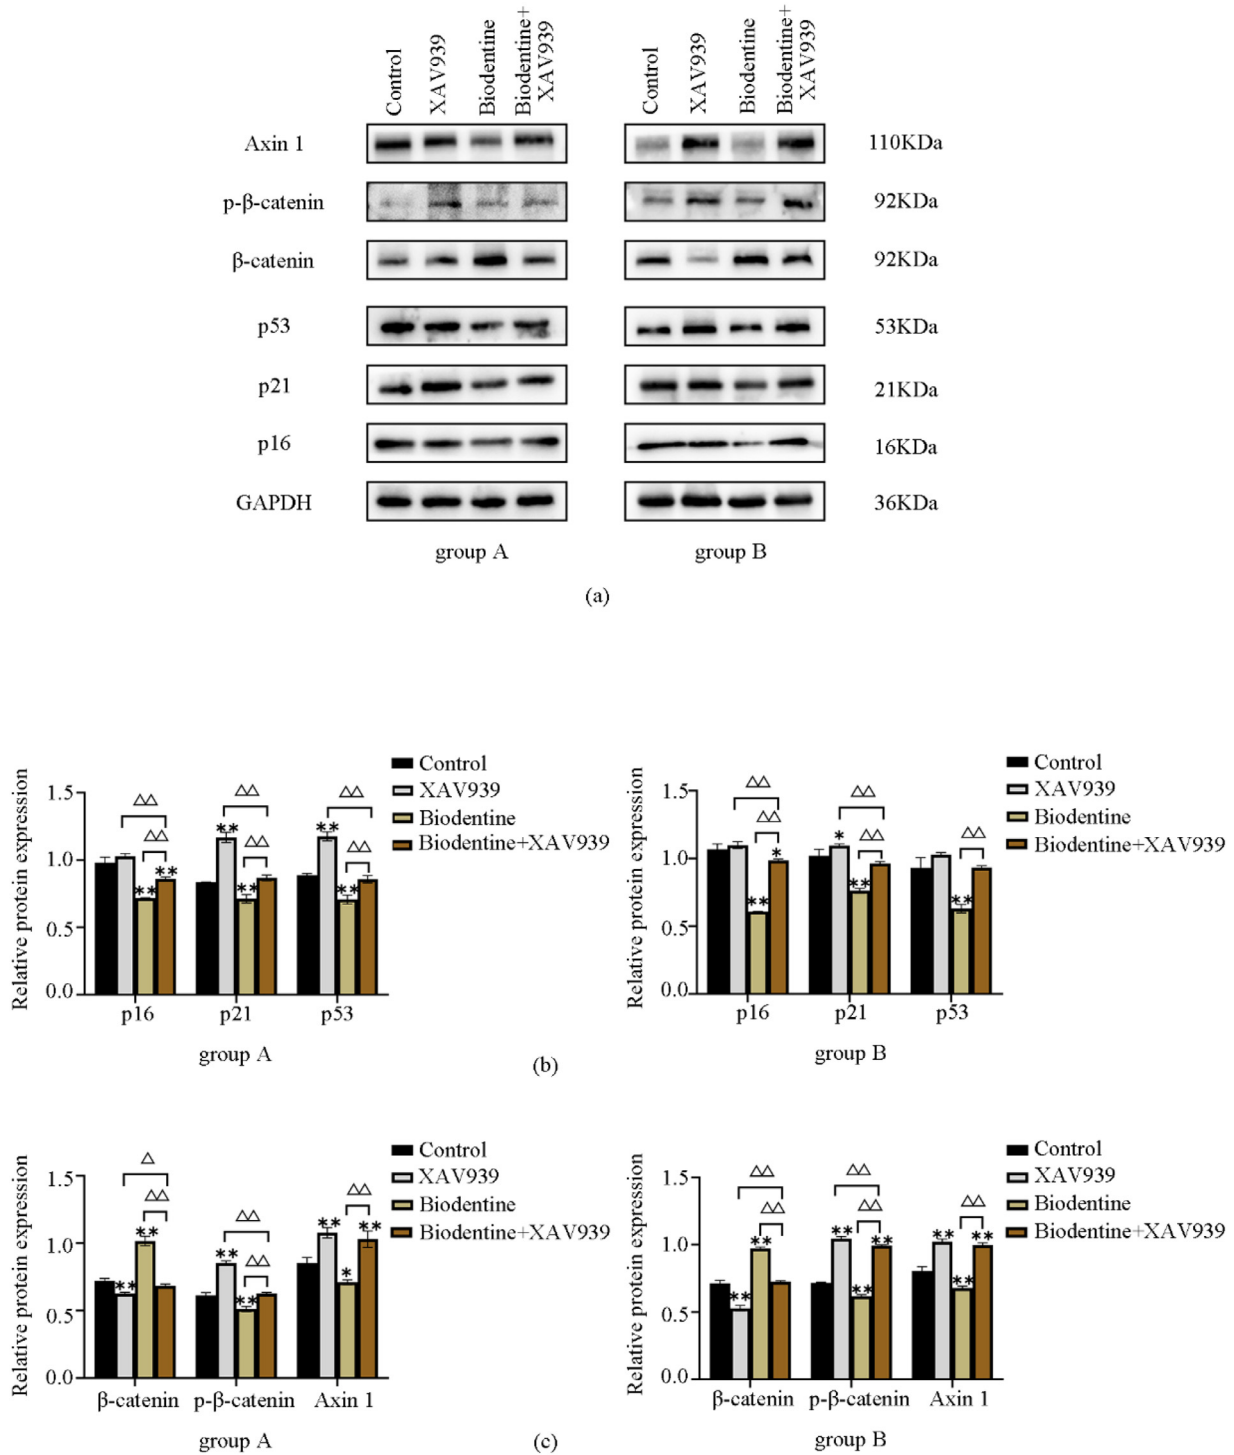 Control XAV939 Biodentine Biodentine+ XAV939 Control XAV939 Biodentine Biodentine+ XAV939
Axin 1 110KDa
p-β-catenin 92KDa
β-catenin 92KDa
p53 53KDa
p21 21KDa
p16 16KDa
GAPDH 36KDa
group A group B
(a)
Relative protein expression
1.5
1.0
0.5
0.0
△△ △△ △△
△△ △△ △△
** ** ** ** ** **
p16 p21 p53
group A
Control
XAV939
Biodentine
Biodentine+XAV939
Relative protein expression
1.5
1.0
0.5
0.0
△△ △△
△△ △△ △△
** * * ** **
p16 p21 p53
group B
Control
XAV939
Biodentine
Biodentine+XAV939
(b)
Relative protein expression
1.5
1.0
0.5
0.0
△ △△ △△
△△ △△
** ** ** ** ** * **
β-catenin p-β-catenin Axin 1
group A
Control
XAV939
Biodentine
Biodentine+XAV939
Relative protein expression
1.5
1.0
0.5
0.0
△△ △△ △△
△△ △△
** ** ** ** ** ** ** **
β-catenin p-β-catenin Axin 1
group B
Control
XAV939
Biodentine
Biodentine+XAV939
(c)